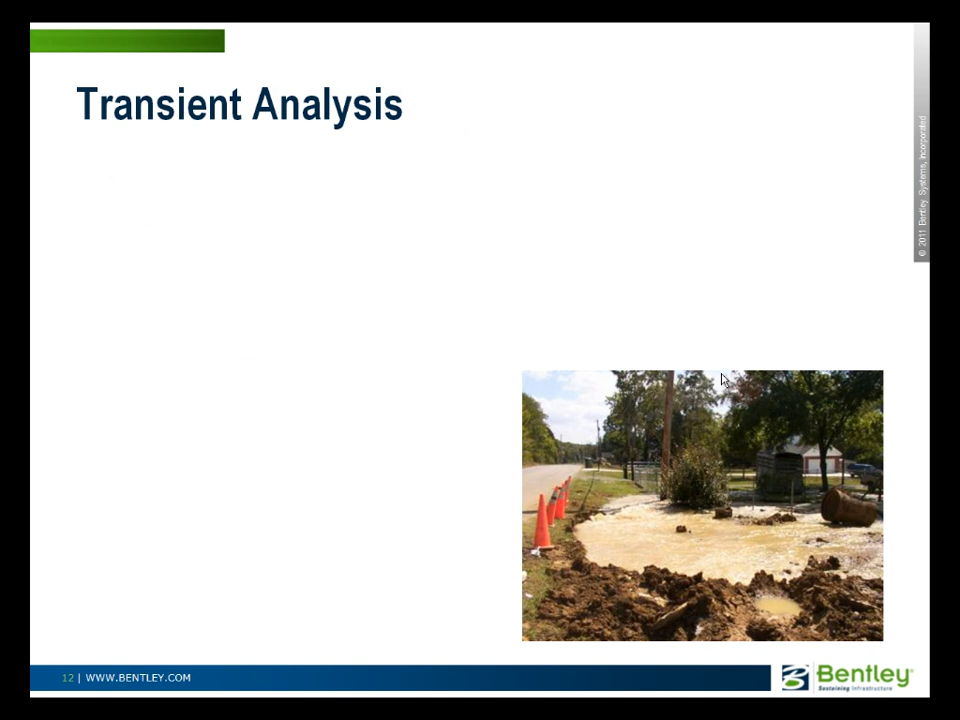 Transient Analysis
© 2011 Bentley Systems, Incorporated
12 | WWW.BENTLEY.COM
Bentley®
Sustaining Infrastructure